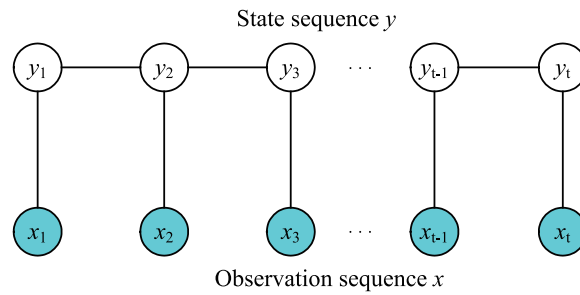 State sequence y
y1 y2 y3 · · · yt-1 yt
x1 x2 x3 · · · xt-1 xt
Observation sequence x